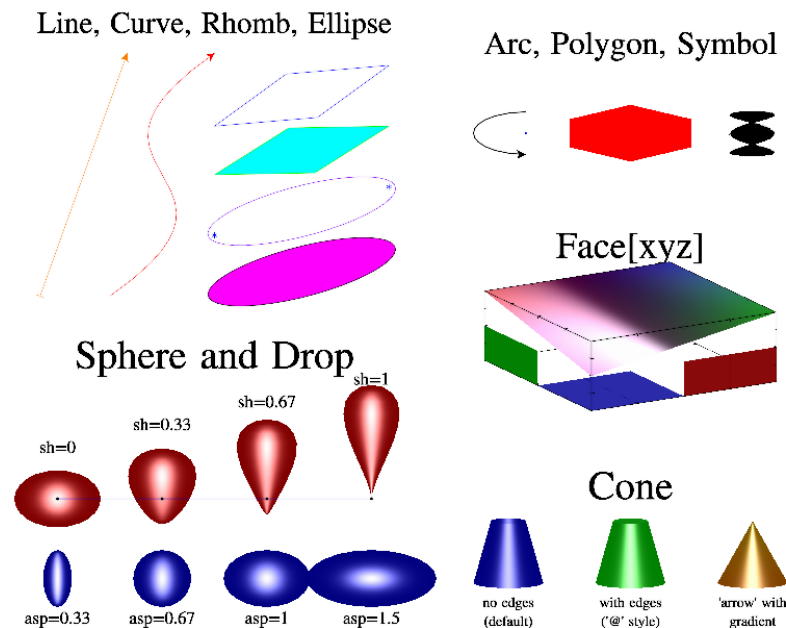 Line, Curve, Rhomb, Ellipse
Arc, Polygon, Symbol
Face[xyz]
Sphere and Drop
sh=0
sh=0.33
sh=0.67
sh=1
asp=0.33
asp=0.67
asp=1
asp=1.5
Cone
no edges
(default)
with edges
('@' style)
'arrow' with
gradient